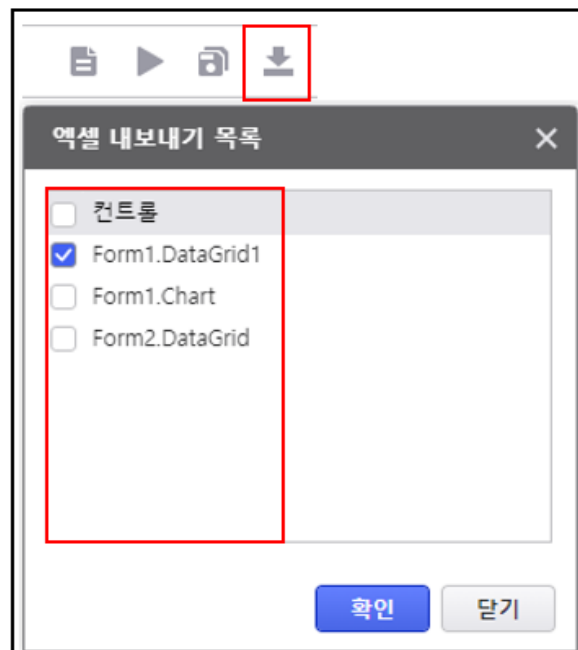 엑셀 내보내기 목록
컨트롤
Form1.DataGrid1
Form1.Chart
Form2.DataGrid
확인 닫기